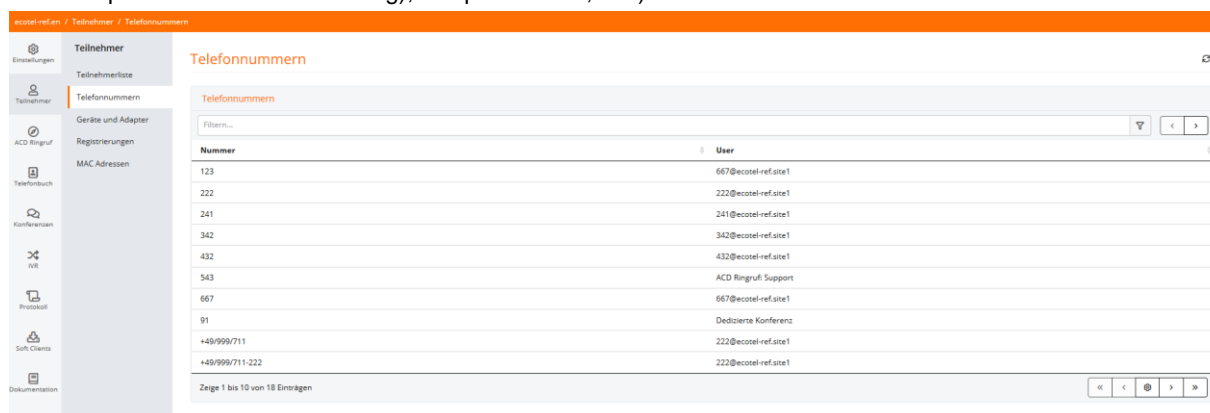 ecotel-ref.en / Teilnehmer / Telefonnummern
Einstellungen
Teilnehmer
ACD Ringruf
Telefonbuch
Konferenzen
IVR
Protokoll
Soft Clients
Dokumentation
Teilnehmer
Teilnehmerliste
Telefonnummern
Geräte und Adapter
Registrierungen
MAC Adressen
Telefonnummern
Telefonnummern
Filtern...
Nummer User
123 667@ecotel-ref.site1
222 222@ecotel-ref.site1
241 241@ecotel-ref.site1
342 342@ecotel-ref.site1
432 432@ecotel-ref.site1
543 ACD Ringruf: Support
667 667@ecotel-ref.site1
91 Dedizierte Konferenz
+49/999/711 222@ecotel-ref.site1
+49/999/711-222 222@ecotel-ref.site1
Zeige 1 bis 10 von 18 Einträgen